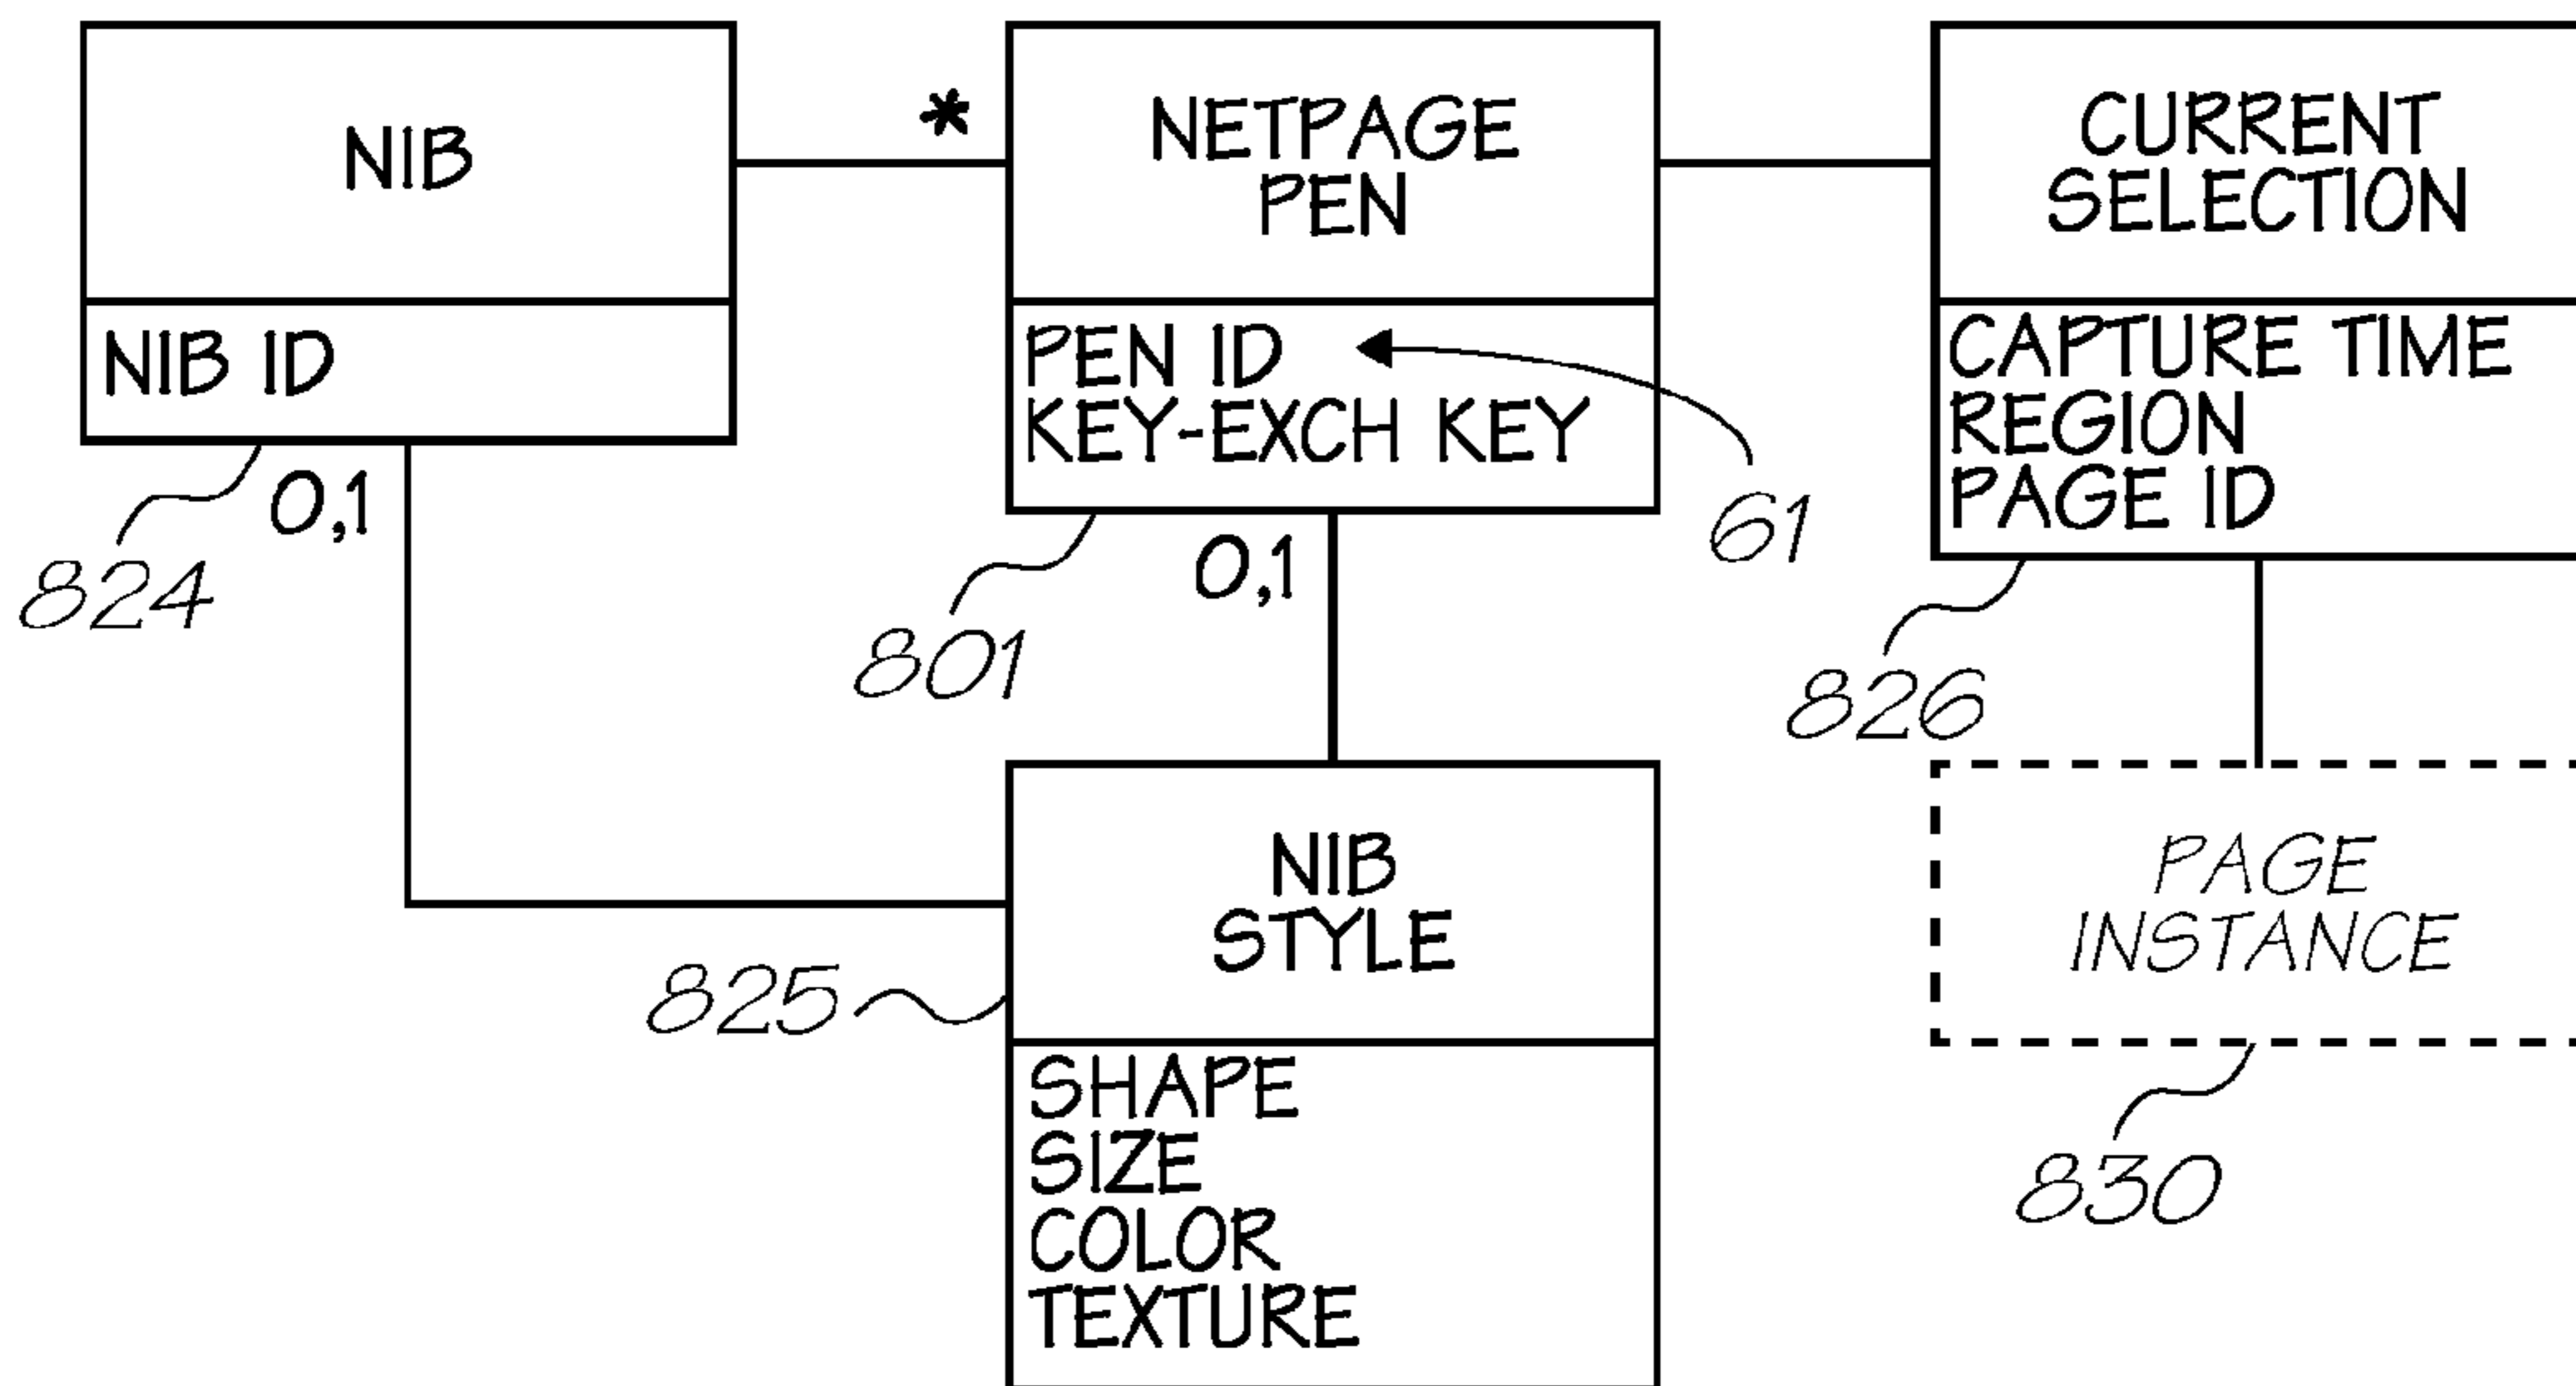 NIB
NIB ID
824
0,1
*
NETPAGE
PEN
PEN ID
KEY-EXCH KEY
61
801
0,1
CURRENT
SELECTION
CAPTURE TIME
REGION
PAGE ID
826
NIB
STYLE
825
SHAPE
SIZE
COLOR
TEXTURE
PAGE
INSTANCE
830